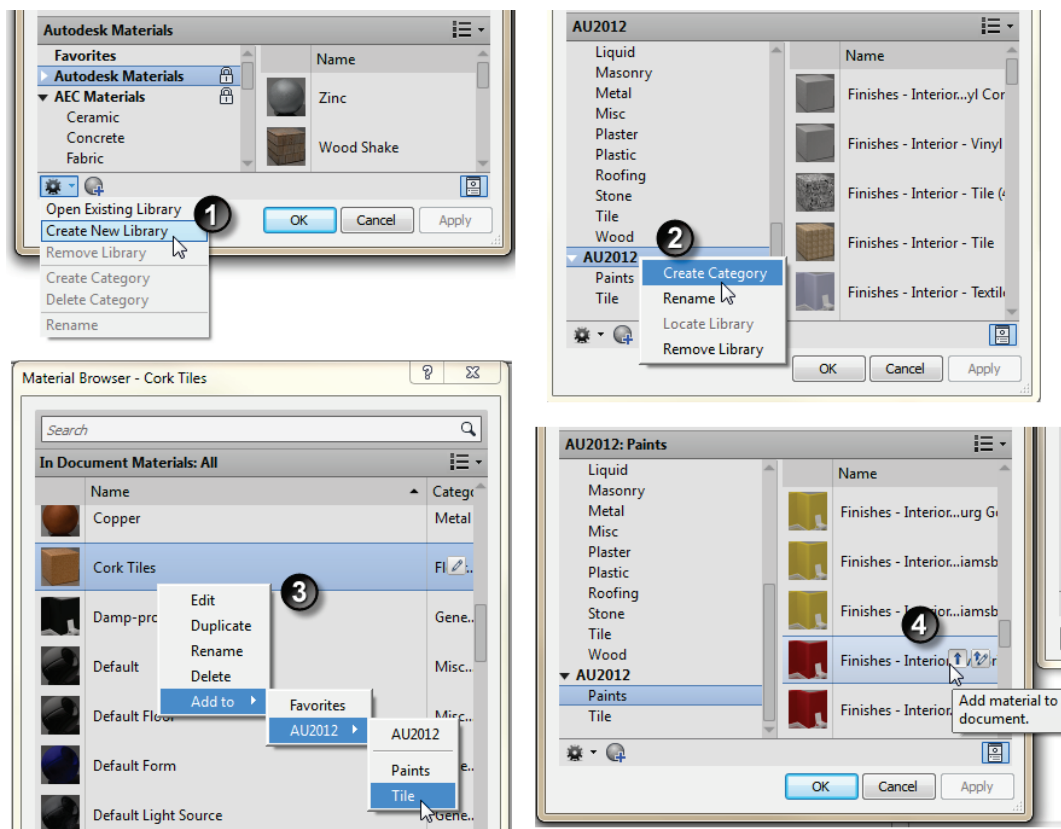 Autodesk Materials
Favorites
Name
Autodesk Materials
AEC Materials
Zinc
Ceramic
Concrete
Wood Shake
Fabric
Open Existing Library
1
Create New Library
OK
Cancel
Apply
Remove Library
Create Category
Delete Category
Rename
AU2012
Liquid
Name
Masonry
Metal
Finishes - Interior...yl Cor
Misc
Plaster
Finishes - Interior - Vinyl
Plastic
Roofing
Stone
Finishes - Interior - Tile (4
Tile
Wood
2
Finishes - Interior - Tile
AU2012
Paints
Create Category
Tile
Rename
Finishes - Interior - Textile
Locate Library
Remove Library
OK
Cancel
Apply
Material Browser - Cork Tiles
?
Search
In Document Materials: All
Name
Catego
Copper
Metal
Cork Tiles
Fl
3
Edit
Damp-pro
Gene..
Duplicate
Rename
Default
Misc...
Delete
Add to
Favorites
Default Floor
Misc...
AU2012
AU2012
Default Form
e..
Paints
Tile
Default Light Source
Gene..
AU2012: Paints
Liquid
Name
Masonry
Metal
Finishes - Interior...urg G
Misc
Plaster
Finishes - Interior...iamsb
Plastic
Roofing
Stone
Finishes - Interior...iamsb
4
Tile
Wood
Finishes - Interio
r
AU2012
Paints
Add material to
document.
Finishes - Interior
Tile
OK
Cancel
Apply